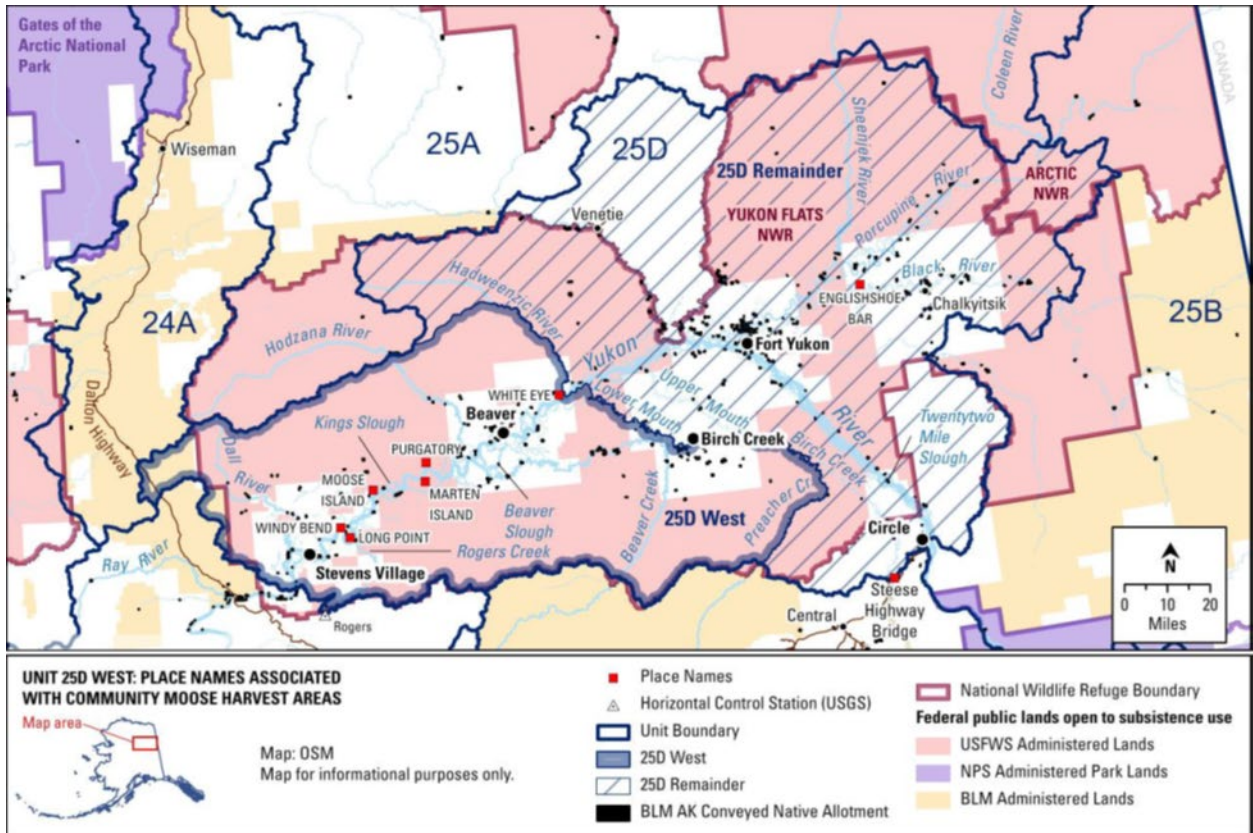 Gates of the
Arctic National
Park
Wiseman
25A
25D
25D Remainder
YUKON FLATS
NWR
Sheenjek River
Coleen River
CANADA
ARCTIC
NWR
Porcupine River
Venetie
Hadweenzic River
Black River
ENGLISHSHOE
BAR
Chalkyitsik
25B
24A
Hodzana River
Dalton Highway
Yukon
River
Fort Yukon
WHITE EYE
Lower Mouth
Upper Mouth
Birch Creek
Kings Slough
Beaver
Birch Creek
Twentytwo
Mile
Slough
PURGATORY
Dall
River
MOOSE
ISLAND
MARTEN
ISLAND
Beaver
Slough
Beaver Creek
25D West
Preacher Cr.
WINDY BEND
LONG POINT
Rogers Creek
Circle
Ray River
Stevens Village
Rogers
Steese
Highway
Bridge
Central
N
0 10 20
Miles
UNIT 25D WEST: PLACE NAMES ASSOCIATED
WITH COMMUNITY MOOSE HARVEST AREAS
Map area
Map: OSM
Map for informational purposes only.
Place Names
Horizontal Control Station (USGS)
Unit Boundary
25D West
25D Remainder
BLM AK Conveyed Native Allotment
National Wildlife Refuge Boundary
Federal public lands open to subsistence use
USFWS Administered Lands
NPS Administered Park Lands
BLM Administered Lands